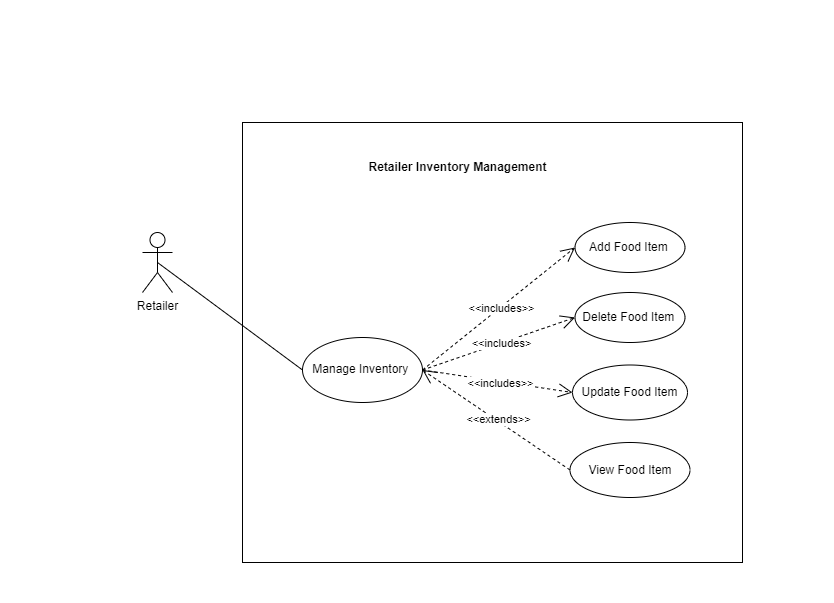 Retailer Inventory Management
Add Food Item
Retailer
<<includes>>
Delete Food Item
<<includes>
Manage Inventory
<<includes>>
Update Food Item
<<extends>>
View Food Item